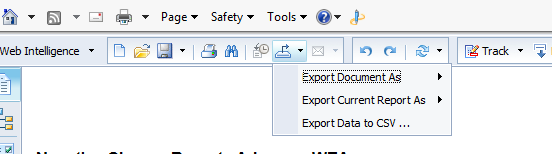 Page Safety Tools
Web Intelligence Track
Export Document As
Export Current Report As
Export Data to CSV ...